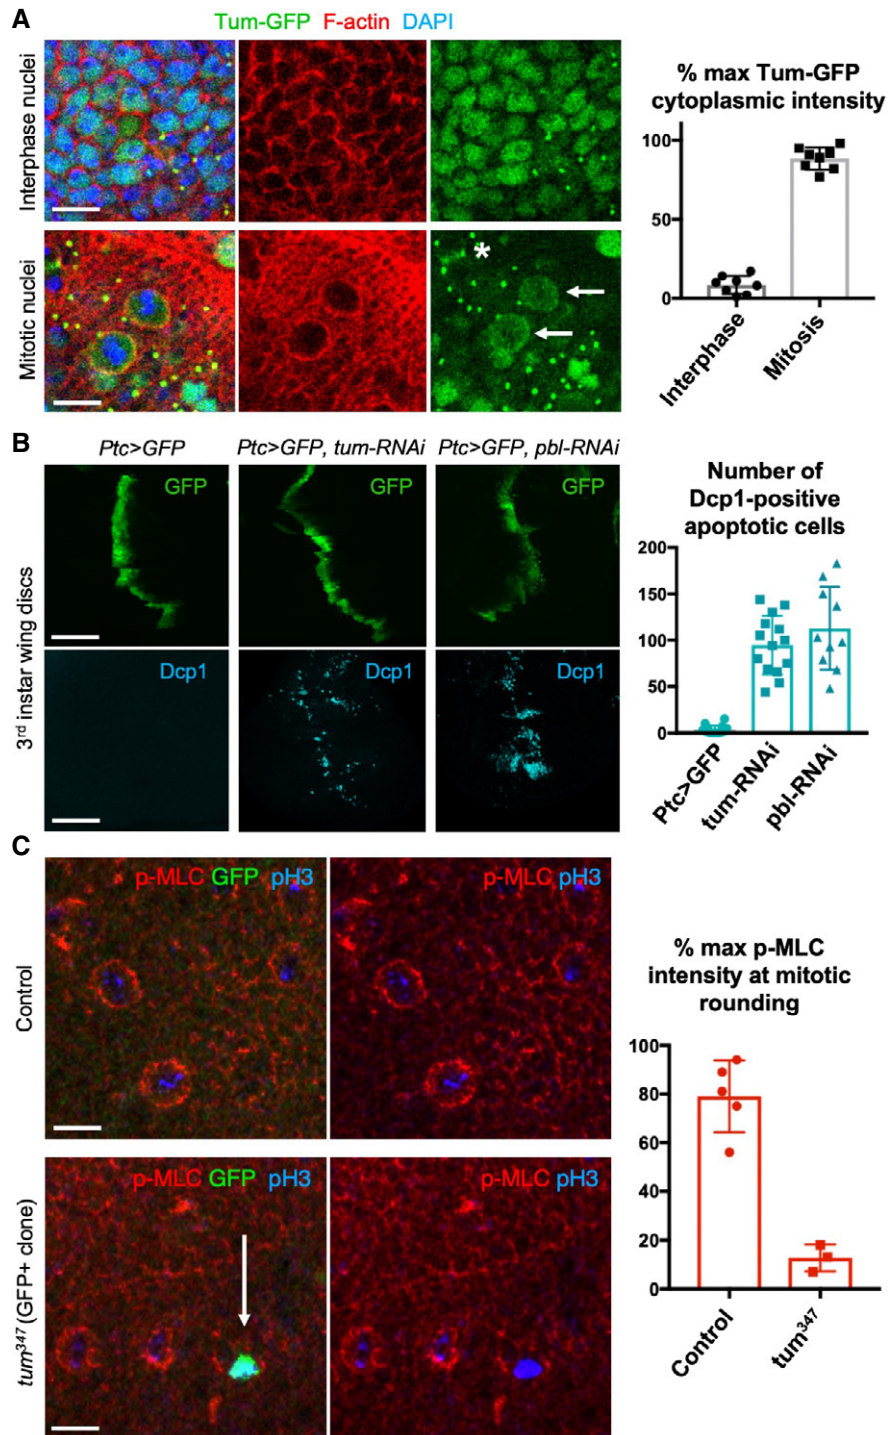 A
Tum-GFP F-actin DAPI
Interphase nuclei
Mitotic nuclei
*
% max Tum-GFP
cytoplasmic intensity
100
50
0
Interphase
Mitosis
B
Ptc>GFP
Ptc>GFP, tum-RNAi
Ptc>GFP, pbl-RNAi
3rd instar wing discs
GFP
GFP
GFP
Dcp1
Dcp1
Dcp1
Number of
Dcp1-positive
apoptotic cells
200
150
100
50
0
Ptc>GFP
tum-RNAi
pbl-RNAi
C
Control
p-MLC GFP pH3
p-MLC pH3
tum347 (GFP+ clone)
p-MLC GFP pH3
p-MLC pH3
% max p-MLC
intensity at mitotic
rounding
100
80
60
40
20
0
Control
tum347